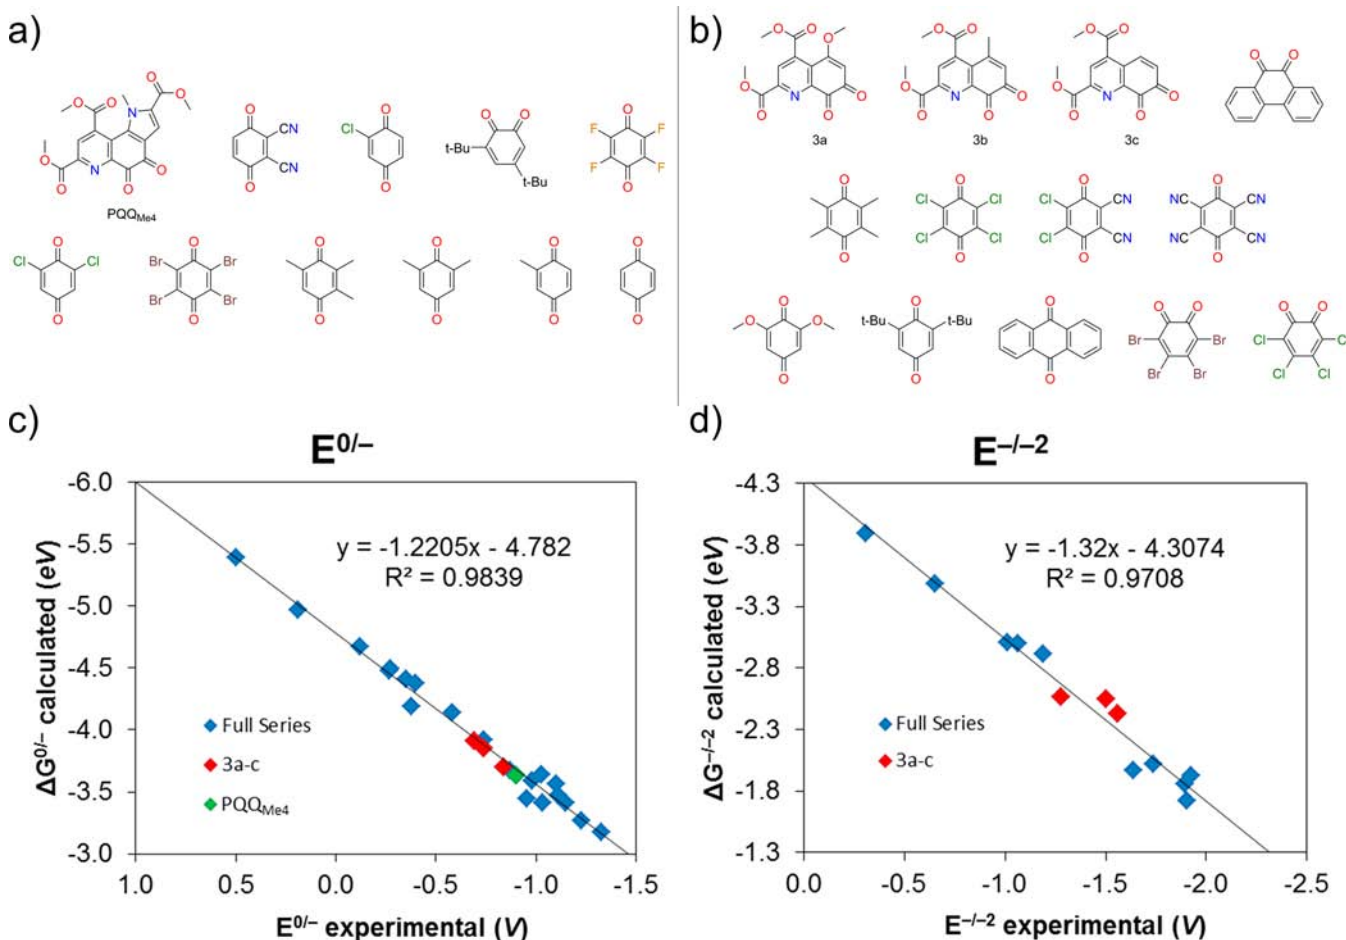 a)
b)
N
O
O
O
O
O
O
N
O
O
PQQMe4
O
CN
CN
O
Cl
O
O
O
O
t-Bu
t-Bu
F
O
F
F
O
F
Cl
O
Cl
O
Br
O
Br
Br
O
Br
O
O
O
O
O
O
O
O
O
O
O
O
O
N
O
O
3a
O
O
O
O
N
O
O
3b
O
O
O
O
N
O
O
3c
O
O
O
O
Cl
O
Cl
Cl
O
Cl
Cl
O
CN
Cl
O
CN
CN
O
CN
CN
O
CN
O
O
O
O
t-Bu
O
t-Bu
O
O
O
O
O
Br
Br
Br
Br
O
O
Cl
Cl
Cl
c)
E0/–
-6.0
-5.5
-5.0
-4.5
-4.0
-3.5
-3.0
y = -1.2205x - 4.782
R² = 0.9839
Full Series
3a-c
PQQMe4
1.0 0.5 0.0 -0.5 -1.0 -1.5
ΔG0/– calculated (eV)
E0/– experimental (V)
d)
E–/–2
-4.3
-3.8
-3.3
-2.8
-2.3
-1.8
-1.3
y = -1.32x - 4.3074
R² = 0.9708
Full Series
3a-c
0.0 -0.5 -1.0 -1.5 -2.0 -2.5
ΔG–/–2 calculated (eV)
E–/–2 experimental (V)